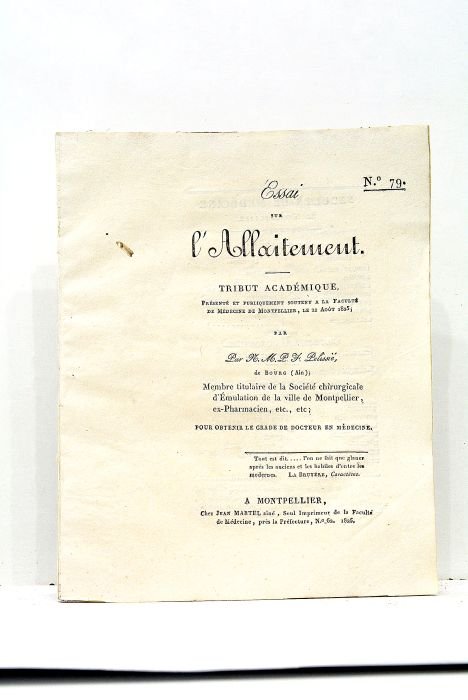 N.º 79.
Essai
SUR
l'Allaitement.
TRIBUT ACADÉMIQUE,
PRÉSENTÉ ET PUBLIQUEMENT SOUTENU A LA FACULTÉ
DE MÉDECINE DE MONTPELLIER, LE 22 AOÛT 1825;
PAR
Par N. M. P. F. Pelissié,
de BOURG (Ain);
Membre titulaire de la Société chirurgicale
d'Émulation de la ville de Montpellier,
ex-Pharmacien, etc., etc;
POUR OBTENIR LE GRADE DE DOCTEUR EN MÉDECINE.
Tout est dit..... l'on ne fait que glaner
après les anciens et les habiles d'entre les
modernes. LA BRUYÈRE, Caractères.
A MONTPELLIER,
Chez JEAN MARTEL aîné, Seul Imprimeur de la Faculté
de Médecine, près la Préfecture, N.º 62. 1825.